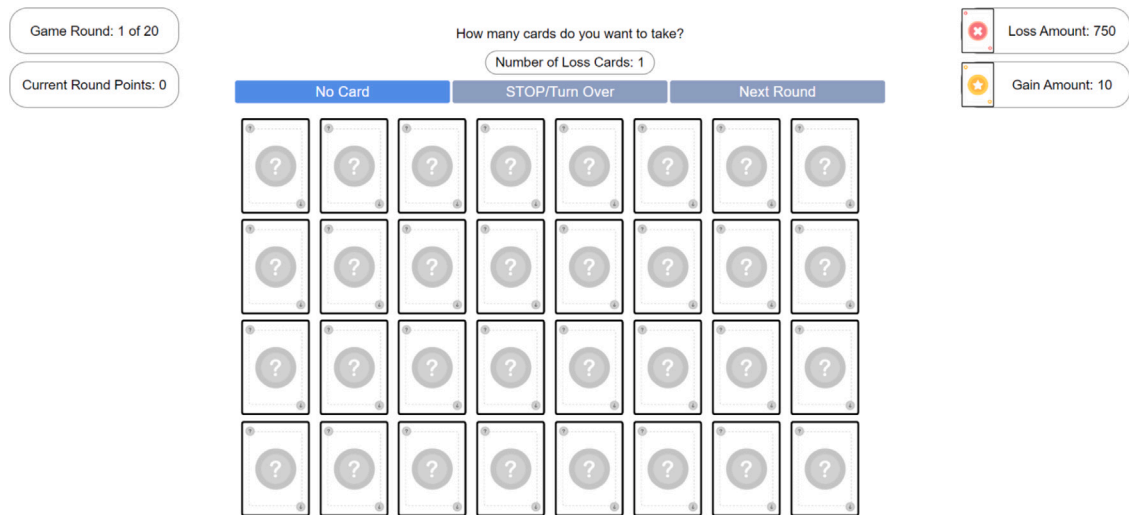 Game Round: 1 of 20
Current Round Points: 0
How many cards do you want to take?
Number of Loss Cards: 1
No Card
STOP/Turn Over
Next Round
Loss Amount: 750
Gain Amount: 10
? ? ? ? ? ? ? ?
? ? ? ? ? ? ? ?
? ? ? ? ? ? ? ?
? ? ? ? ? ? ? ?